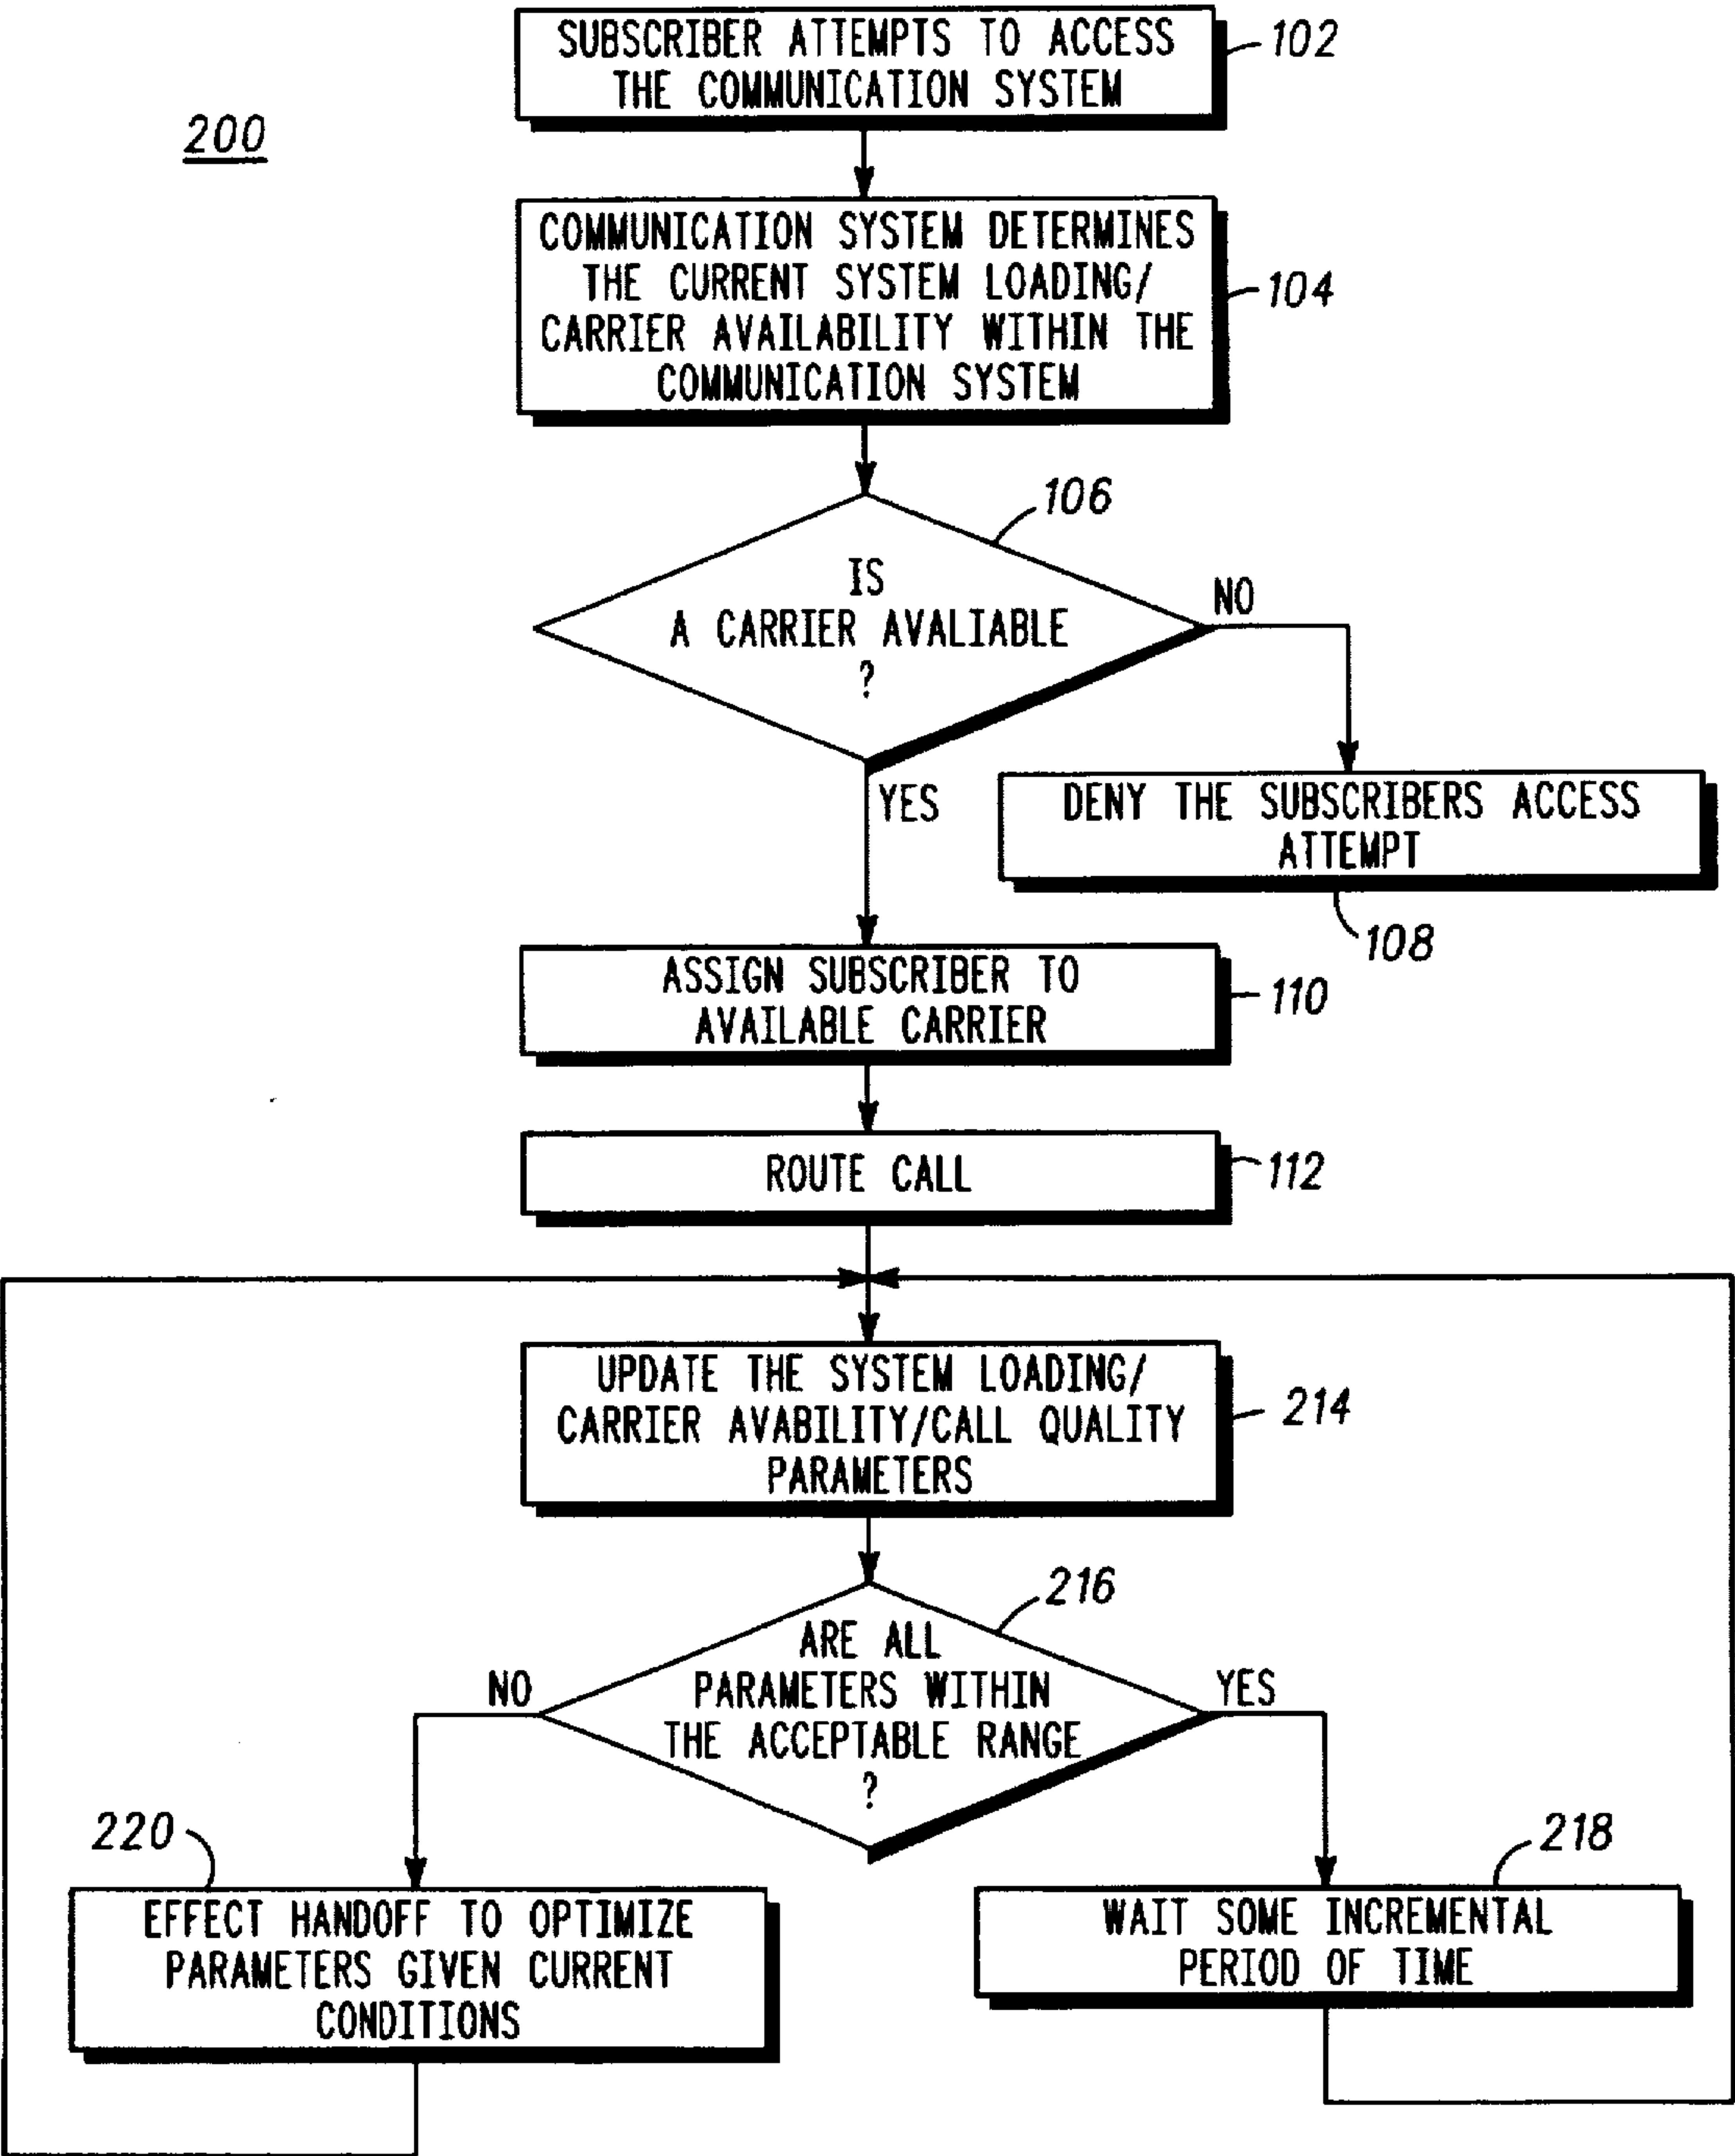 SUBSCRIBER ATTEMPTS TO ACCESS
THE COMMUNICATION SYSTEM
102
200
COMMUNICATION SYSTEM DETERMINES
THE CURRENT SYSTEM LOADING/
CARRIER AVAILABILITY WITHIN THE
COMMUNICATION SYSTEM
104
106
IS
A CARRIER AVALIABLE
?
NO
YES
DENY THE SUBSCRIBERS ACCESS
ATTEMPT
108
ASSIGN SUBSCRIBER TO
AVAILABLE CARRIER
110
ROUTE CALL
112
UPDATE THE SYSTEM LOADING/
CARRIER AVABILITY/CALL QUALITY
PARAMETERS
214
216
ARE ALL
PARAMETERS WITHIN
THE ACCEPTABLE RANGE
?
NO
YES
220
EFFECT HANDOFF TO OPTIMIZE
PARAMETERS GIVEN CURRENT
CONDITIONS
218
WAIT SOME INCREMENTAL
PERIOD OF TIME